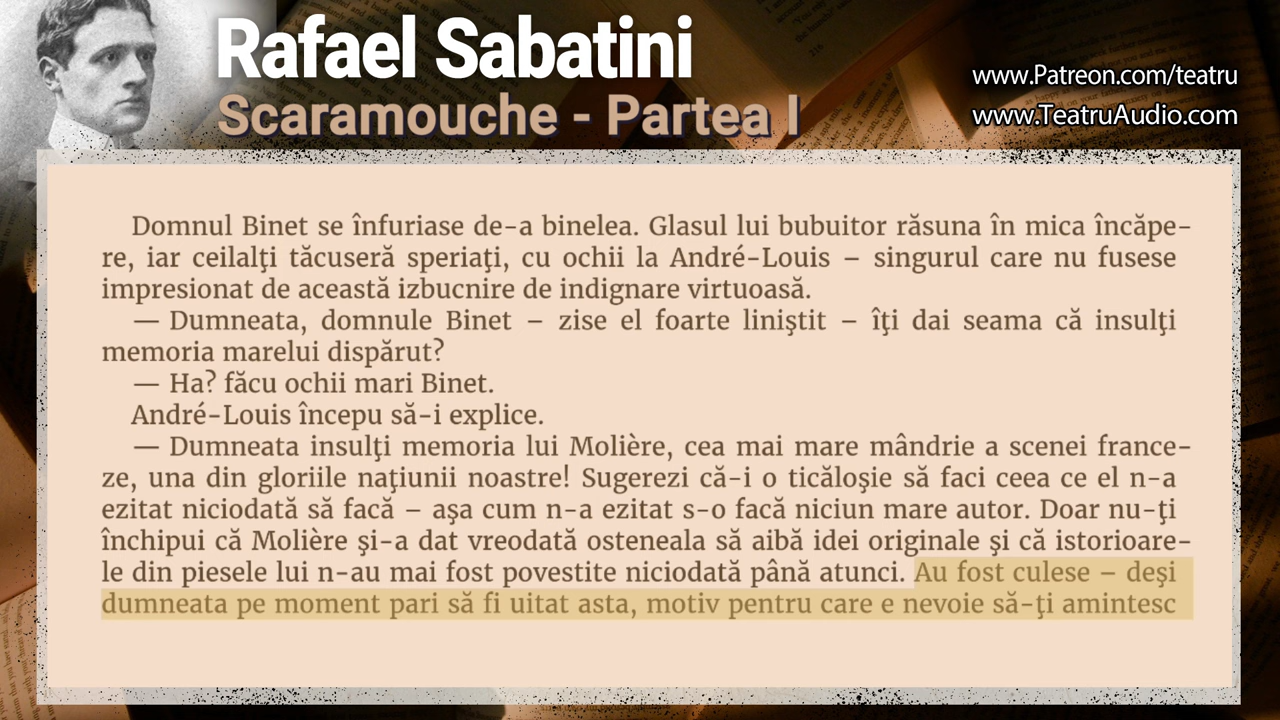 Rafael Sabatini
Scaramouche - Partea I
www.Patreon.com/teatru
www.TeatruAudio.com
Domnul Binet se înfuriase de-a binelea. Glasul lui bubuitor răsuna în mica încăpe-
re, iar ceilalţi tăcuseră speriaţi, cu ochii la André-Louis – singurul care nu fusese
impresionat de această izbucnire de indignare virtuoasă.
— Dumneata, domnule Binet – zise el foarte liniştit – îţi dai seama că insulţi
memoria marelui dispărut?
— Ha? făcu ochii mari Binet.
André-Louis începu să-i explice.
— Dumneata insulţi memoria lui Molière, cea mai mare mândrie a scenei france-
ze, una din gloriile naţiunii noastre! Sugerezi că-i o ticăloşie să faci ceea ce el n-a
ezitat niciodată să facă – aşa cum n-a ezitat s-o facă niciun mare autor. Doar nu-ţi
închipui că Molière şi-a dat vreodată osteneala să aibă idei originale şi că istorioare-
le din piesele lui n-au mai fost povestite niciodată până atunci. Au fost culese – deşi
dumneata pe moment pari să fi uitat asta, motiv pentru care e nevoie să-ţi amintesc